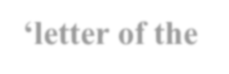 ‘letter of the